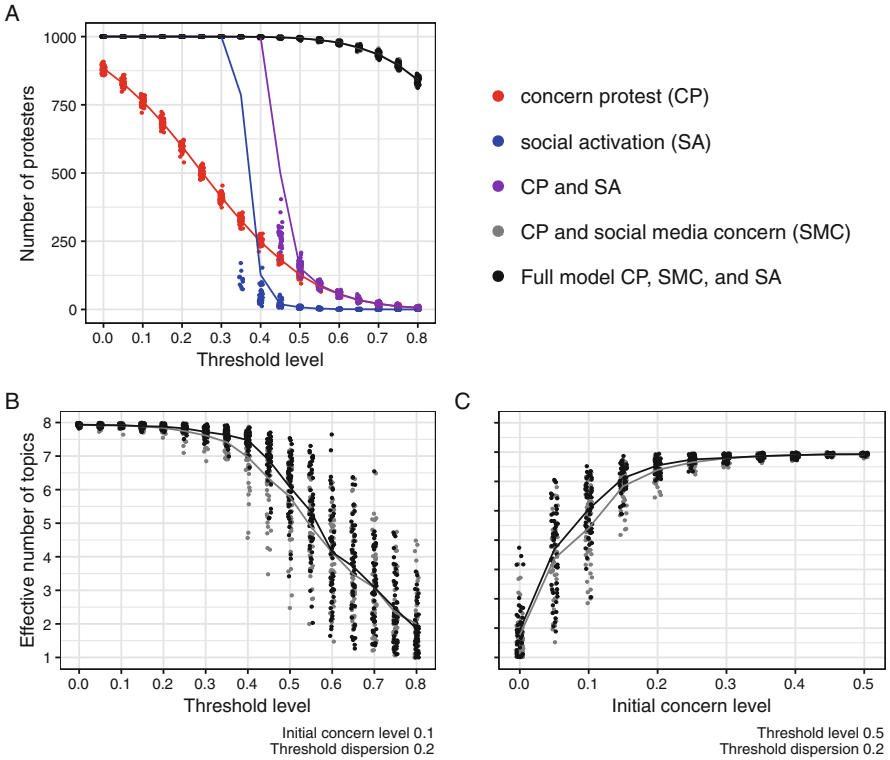 A
1000
750
500
250
0
Number of protesters
0.0 0.1 0.2 0.3 0.4 0.5 0.6 0.7 0.8
Threshold level
concern protest (CP)
social activation (SA)
CP and SA
CP and social media concern (SMC)
Full model CP, SMC, and SA
B
8
7
6
5
4
3
2
1
Effective number of topics
0.0 0.1 0.2 0.3 0.4 0.5 0.6 0.7 0.8
Threshold level
Initial concern level 0.1
Threshold dispersion 0.2
C
0.0 0.1 0.2 0.3 0.4 0.5
Initial concern level
Threshold level 0.5
Threshold dispersion 0.2